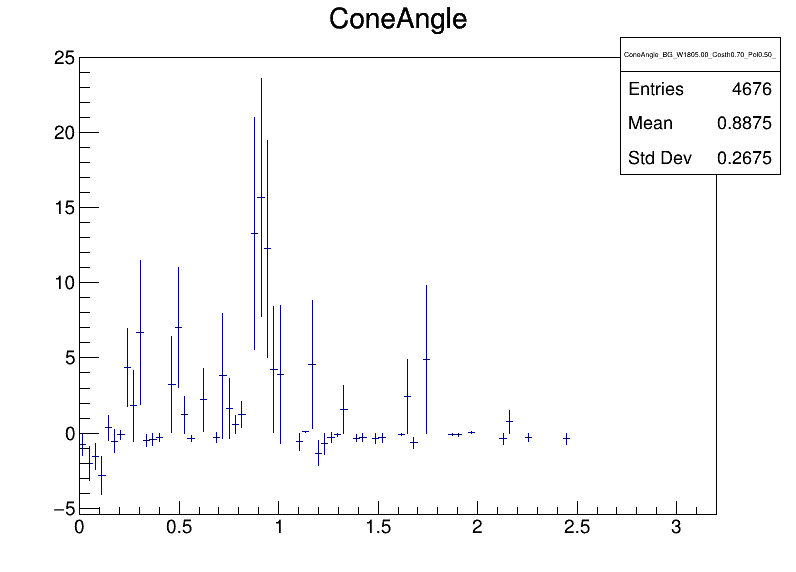 ConeAngle
ConeAngle_BG_W1805.00_Costh0.70_Pol0.50_
Entries 4676
Mean 0.8875
Std Dev 0.2675
25
20
15
10
5
0
−5
0 0.5 1 1.5 2 2.5 3